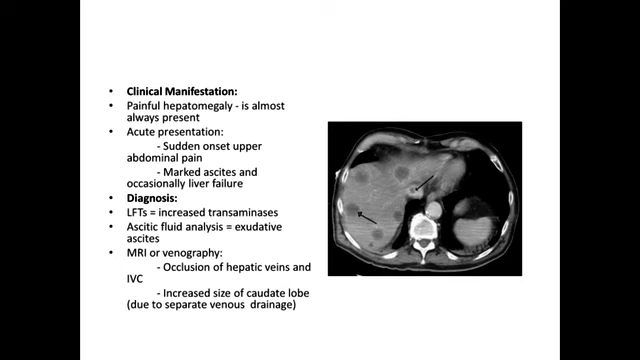 • Clinical Manifestation:
• Painful hepatomegaly - is almost
always present
• Acute presentation:
- Sudden onset upper
abdominal pain
- Marked ascites and
occasionally liver failure
• Diagnosis:
• LFTs = increased transaminases
• Ascitic fluid analysis = exudative
ascites
• MRI or venography:
- Occlusion of hepatic veins and
IVC
- Increased size of caudate lobe
(due to separate venous drainage)